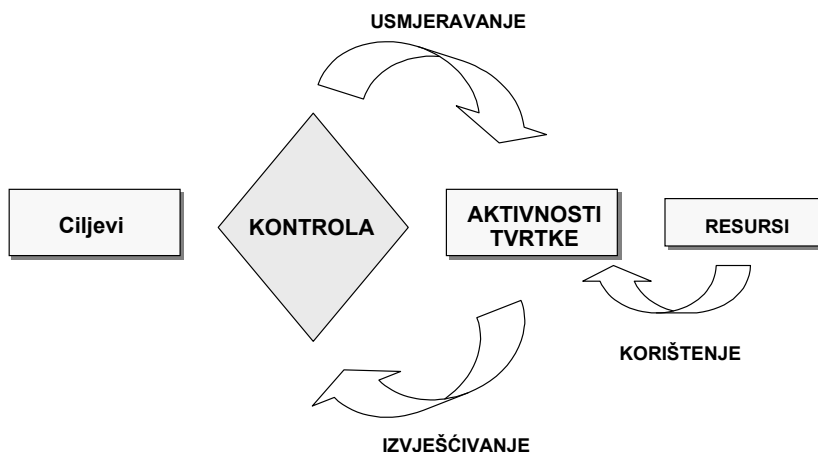 USMJERAVANJE
Ciljevi
KONTROLA
AKTIVNOSTI
TVRTKE
RESURSI
KORIŠTENJE
IZVJEŠĆIVANJE